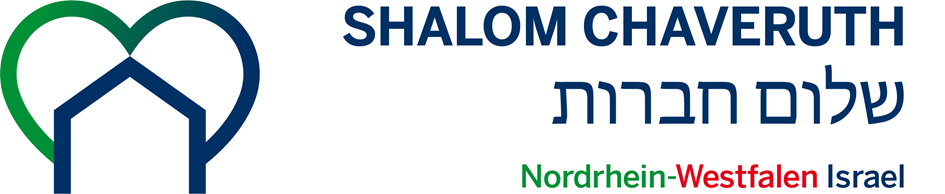 SHALOM CHAVERUTH
שלום חברות
Nordrhein-Westfalen Israel